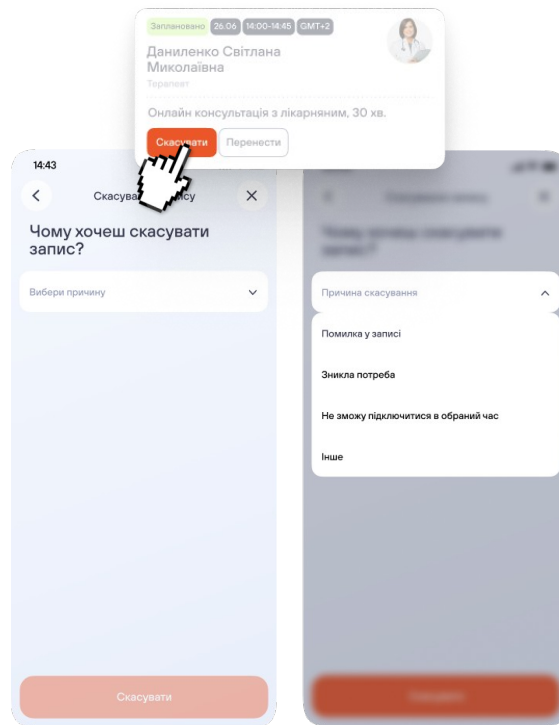 Заплановано 26.06 14:00-14:45 GMT+2
Даниленко Світлана
Миколаївна
Терапевт
Онлайн консультація з лікарняним, 30 хв.
Скасувати Перенести
14:43
Чому хочеш скасувати
запис?
Вибери причину
Скасувати
Причина скасування
Помилка у записі
Зникла потреба
Не зможу підключитися в обраний час
Інше